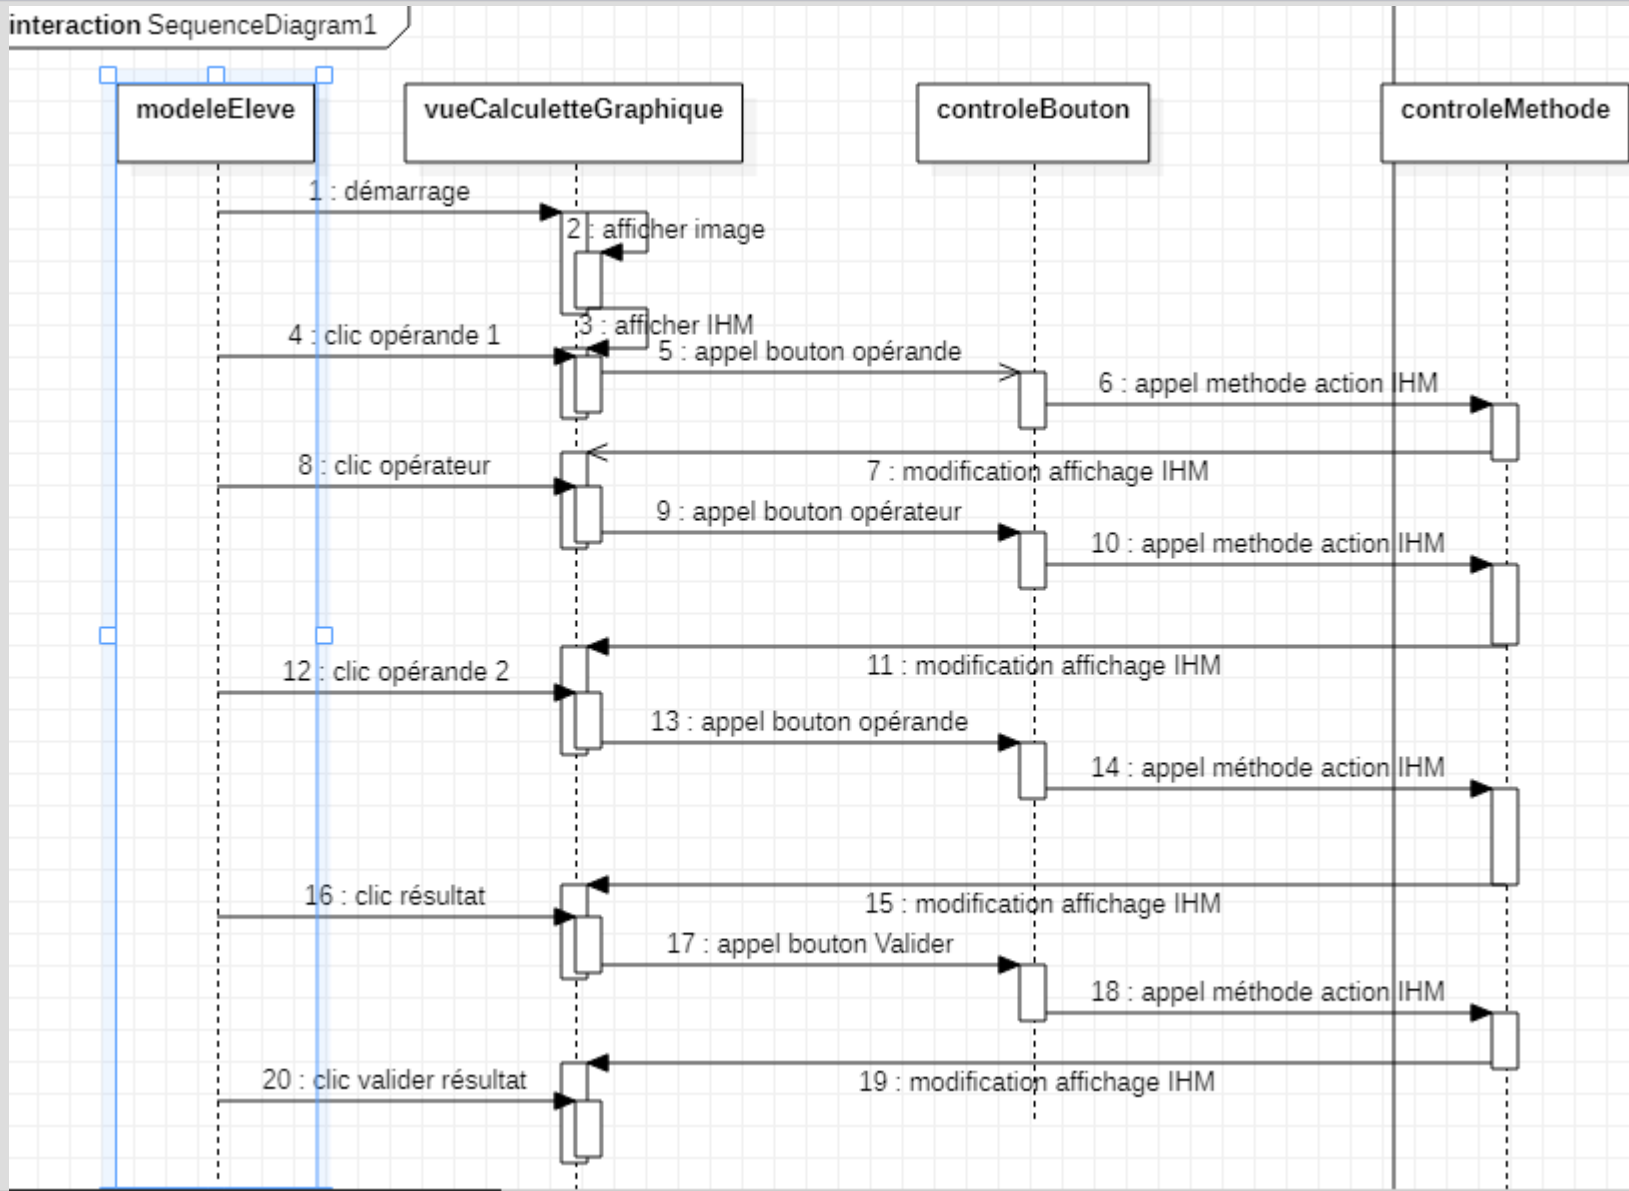 interaction SequenceDiagram1
modeleEleve
vueCalculetteGraphique
controleBouton
controleMethode
1 : démarrage
2 : afficher image
3 : afficher IHM
4 : clic opérande 1
5 : appel bouton opérande
6 : appel methode action IHM
7 : modification affichage IHM
8 : clic opérateur
9 : appel bouton opérateur
10 : appel methode action IHM
11 : modification affichage IHM
12 : clic opérande 2
13 : appel bouton opérande
14 : appel méthode action IHM
15 : modification affichage IHM
16 : clic résultat
17 : appel bouton Valider
18 : appel méthode action IHM
19 : modification affichage IHM
20 : clic valider résultat